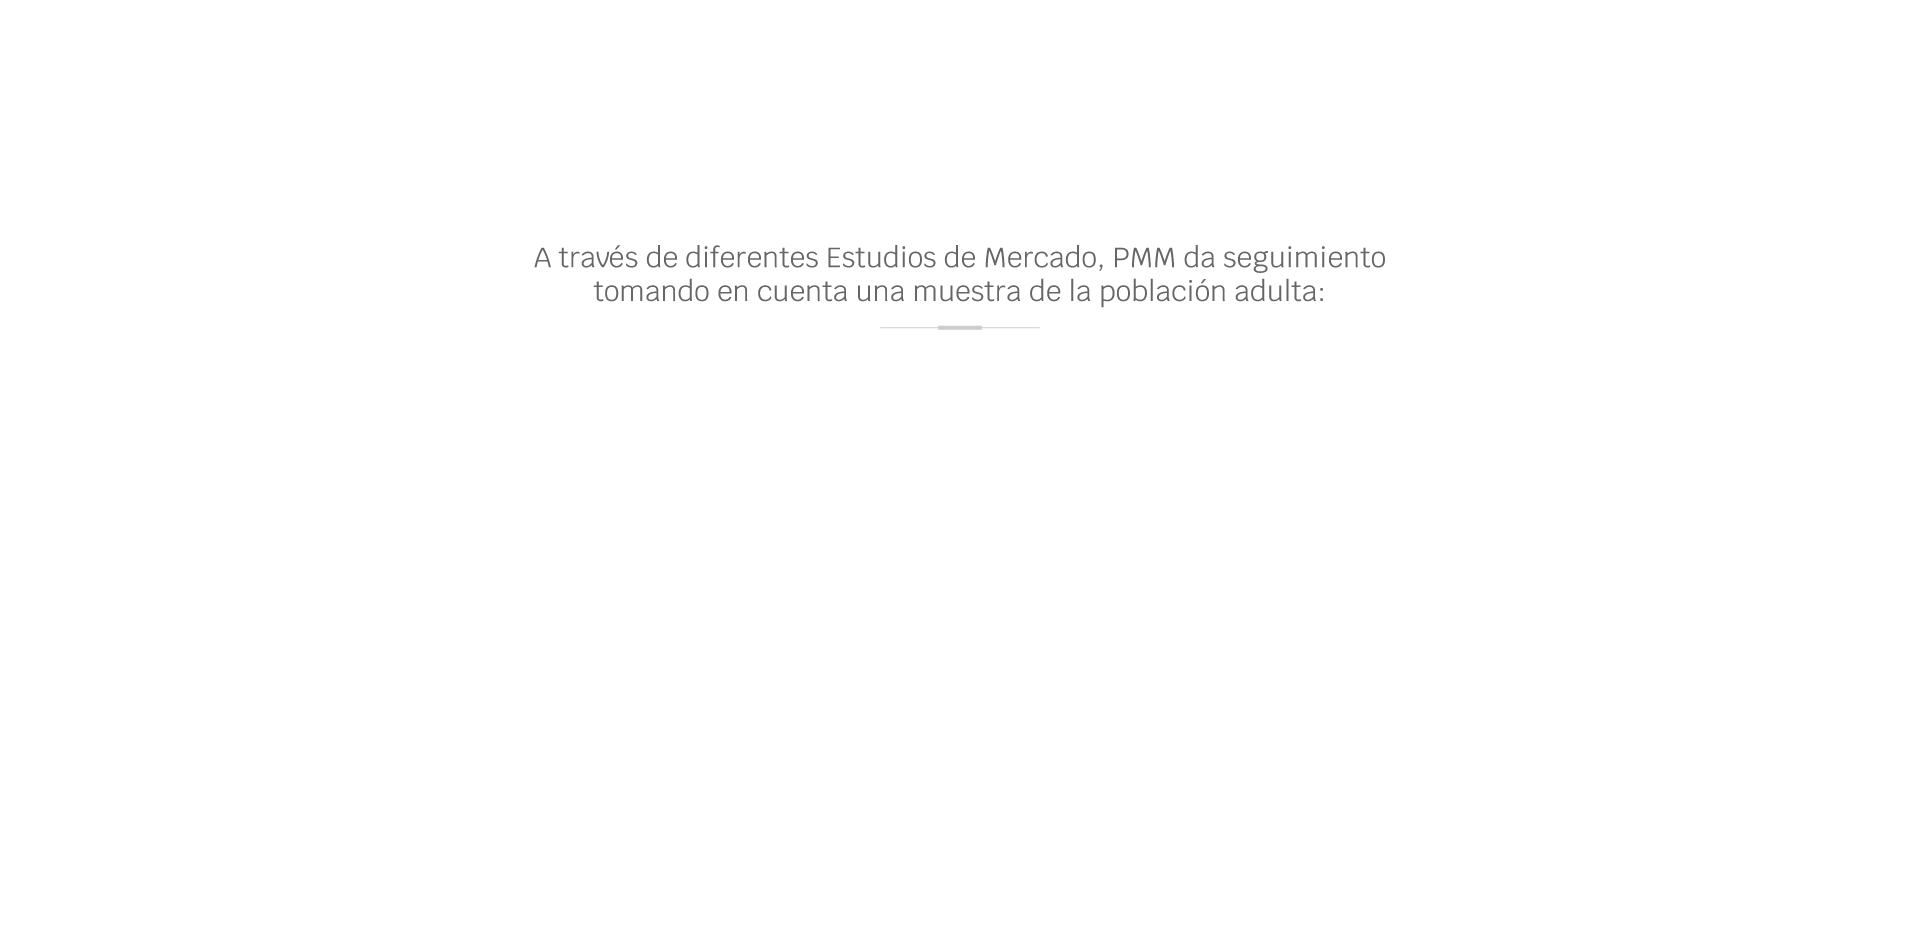 A través de diferentes Estudios de Mercado, PMM da seguimiento
tomando en cuenta una muestra de la población adulta: